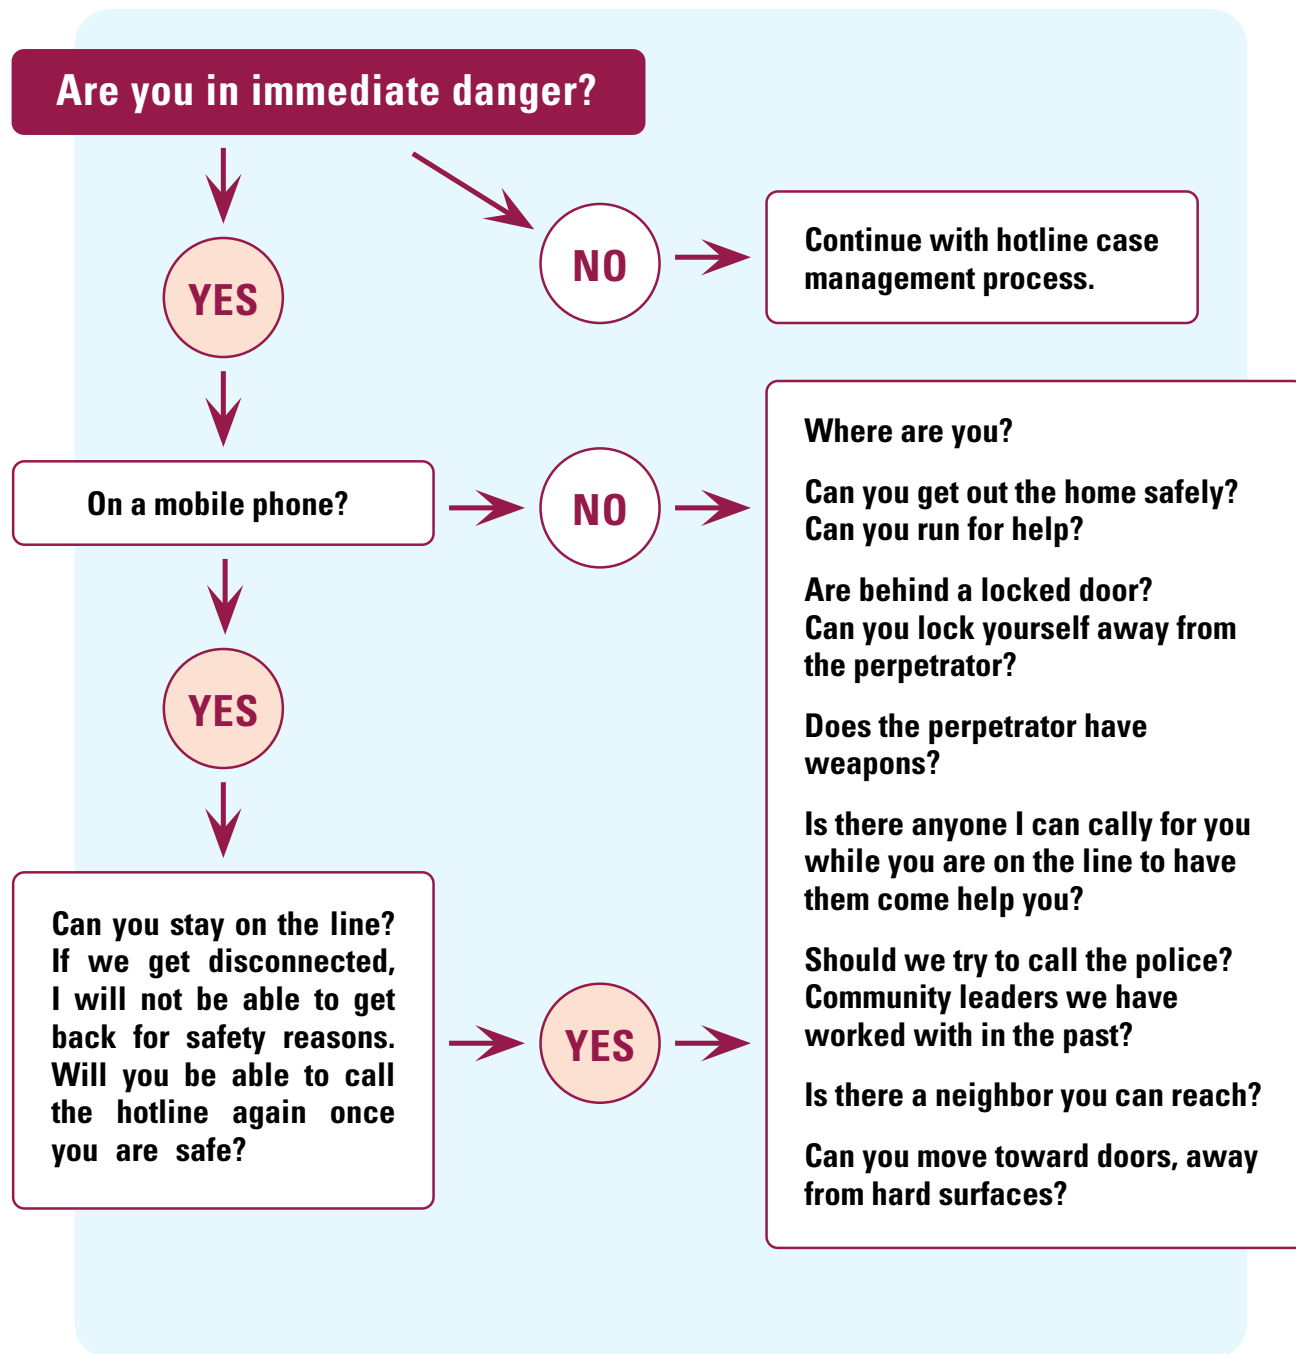 Are you in immediate danger?
YES
NO
Continue with hotline case
management process.
On a mobile phone?
NO
Where are you?
Can you get out the home safely?
Can you run for help?
Are behind a locked door?
Can you lock yourself away from
the perpetrator?
Does the perpetrator have
weapons?
Is there anyone I can cally for you
while you are on the line to have
them come help you?
Should we try to call the police?
Community leaders we have
worked with in the past?
Is there a neighbor you can reach?
Can you move toward doors, away
from hard surfaces?
YES
Can you stay on the line?
If we get disconnected,
I will not be able to get
back for safety reasons.
Will you be able to call
the hotline again once
you are safe?
YES